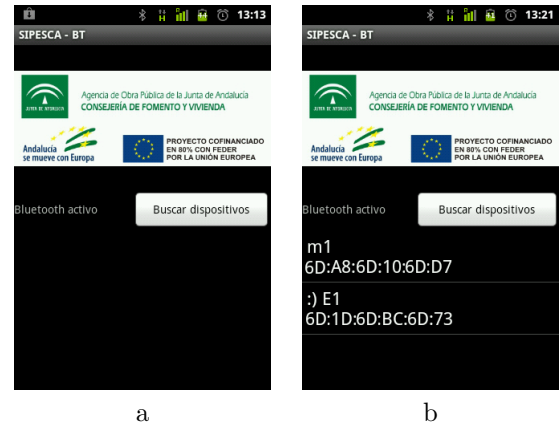 13:13
SIPESCA - BT
JUNTA DE ANDALUCIA
Agencia de Obra Pública de la Junta de Andalucía
CONSEJERÍA DE FOMENTO Y VIVIENDA
Andalucía
se mueve con Europa
PROYECTO COFINANCIADO
EN 80% CON FEDER
POR LA UNIÓN EUROPEA
Bluetooth activo
Buscar dispositivos
a
13:21
SIPESCA - BT
JUNTA DE ANDALUCIA
Agencia de Obra Pública de la Junta de Andalucía
CONSEJERÍA DE FOMENTO Y VIVIENDA
Andalucía
se mueve con Europa
PROYECTO COFINANCIADO
EN 80% CON FEDER
POR LA UNIÓN EUROPEA
Bluetooth activo
Buscar dispositivos
m1
6D:A8:6D:10:6D:D7
:) E1
6D:1D:6D:BC:6D:73
b